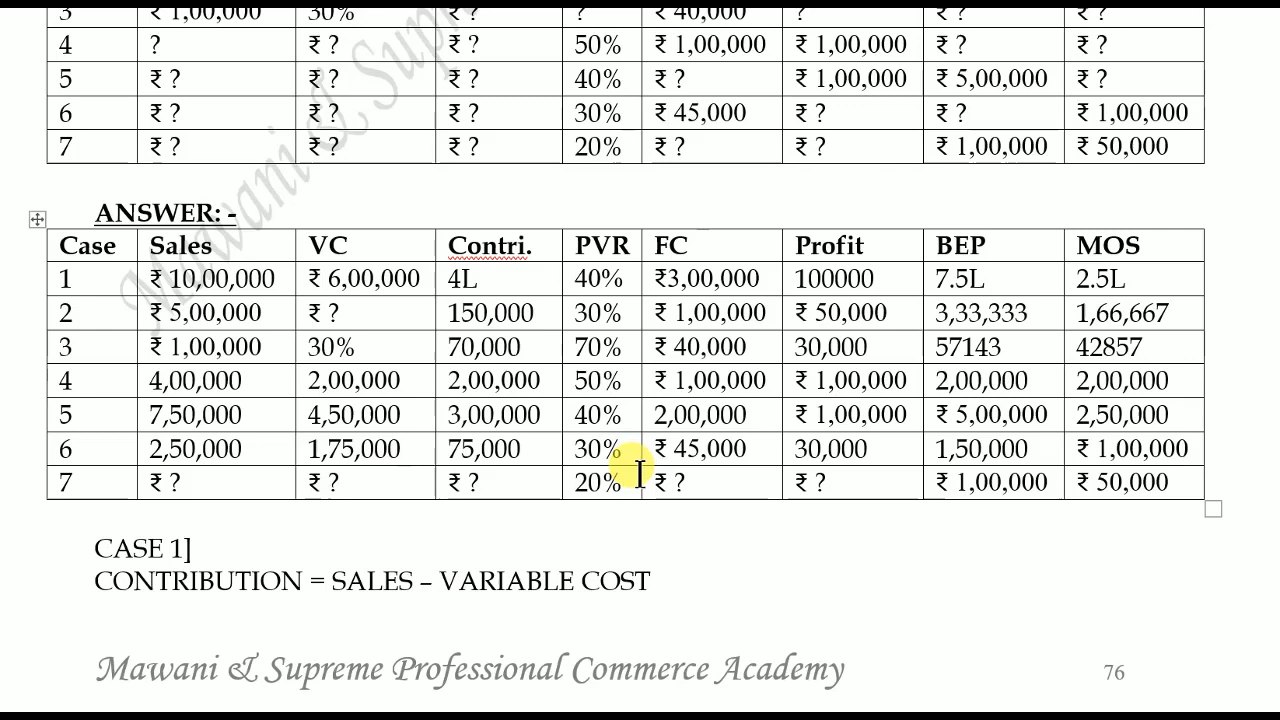 3 ₹ 1,00,000 30% ₹ ? ? ₹ 40,000 ? ₹ ? ₹ ?
4 ? ₹ ? ₹ ? 50% ₹ 1,00,000 ₹ 1,00,000 ₹ ? ₹ ?
5 ₹ ? ₹ ? ₹ ? 40% ₹ ? ₹ 1,00,000 ₹ 5,00,000 ₹ ?
6 ₹ ? ₹ ? ₹ ? 30% ₹ 45,000 ₹ ? ₹ ? ₹ 1,00,000
7 ₹ ? ₹ ? ₹ ? 20% ₹ ? ₹ ? ₹ 1,00,000 ₹ 50,000
Mawani & Supr
ANSWER: -
Case Sales VC Contri. PVR FC Profit BEP MOS
1 ₹ 10,00,000 ₹ 6,00,000 4L 40% ₹3,00,000 100000 7.5L 2.5L
2 ₹ 5,00,000 ₹ ? 150,000 30% ₹ 1,00,000 ₹ 50,000 3,33,333 1,66,667
3 ₹ 1,00,000 30% 70,000 70% ₹ 40,000 30,000 57143 42857
4 4,00,000 2,00,000 2,00,000 50% ₹ 1,00,000 ₹ 1,00,000 2,00,000 2,00,000
5 7,50,000 4,50,000 3,00,000 40% 2,00,000 ₹ 1,00,000 ₹ 5,00,000 2,50,000
6 2,50,000 1,75,000 75,000 30% ₹ 45,000 30,000 1,50,000 ₹ 1,00,000
7 ₹ ? ₹ ? ₹ ? 20% ₹ ? ₹ ? ₹ 1,00,000 ₹ 50,000
CASE 1]
CONTRIBUTION = SALES – VARIABLE COST
Mawani & Supreme Professional Commerce Academy 76